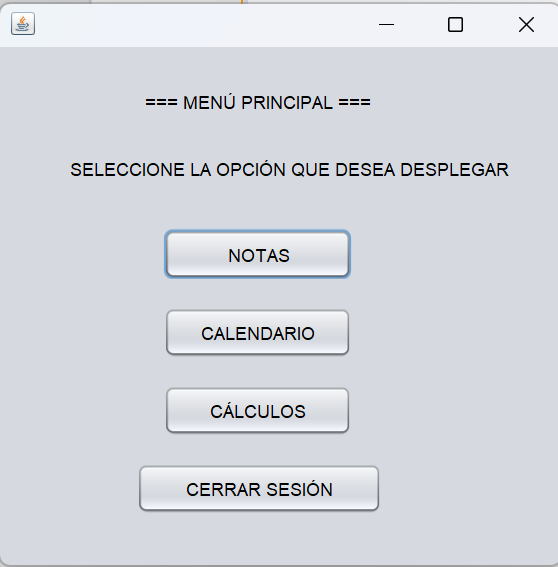 === MENÚ PRINCIPAL ===
SELECCIONE LA OPCIÓN QUE DESEA DESPLEGAR
NOTAS
CALENDARIO
CÁLCULOS
CERRAR SESIÓN